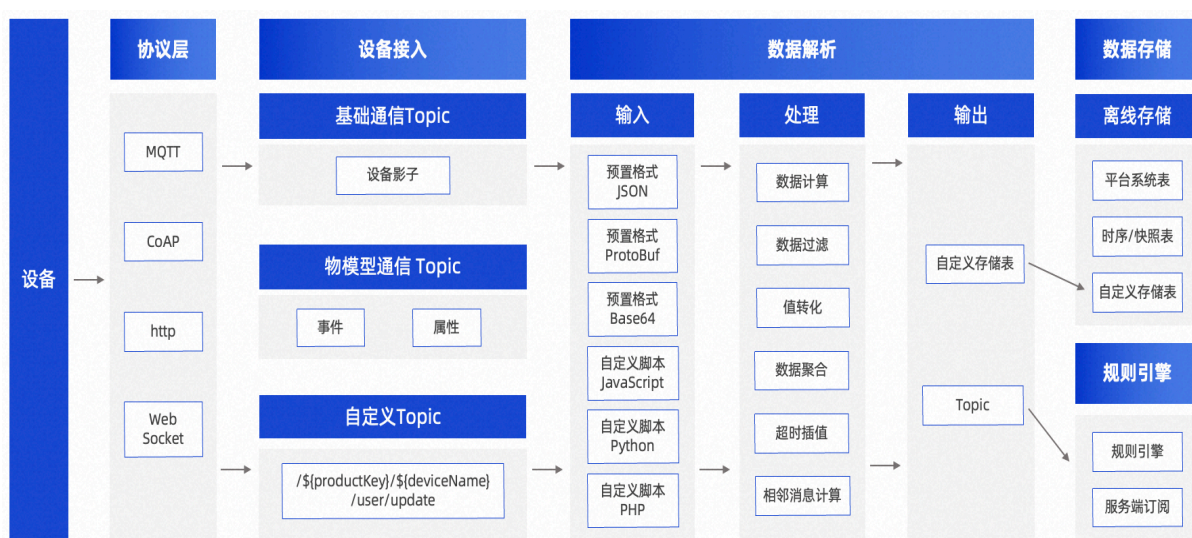 设备
协议层
MQTT
CoAP
http
Web
Socket
设备接入
基础通信Topic
设备影子
物模型通信 Topic
事件
属性
自定义Topic
/${productKey}/${deviceName}
/user/update
数据解析
输入
预置格式
JSON
预置格式
ProtoBuf
预置格式
Base64
自定义脚本
JavaScript
自定义脚本
Python
自定义脚本
PHP
处理
数据计算
数据过滤
值转化
数据聚合
超时插值
相邻消息计算
输出
自定义存储表
Topic
数据存储
离线存储
平台系统表
时序/快照表
自定义存储表
规则引擎
规则引擎
服务端订阅